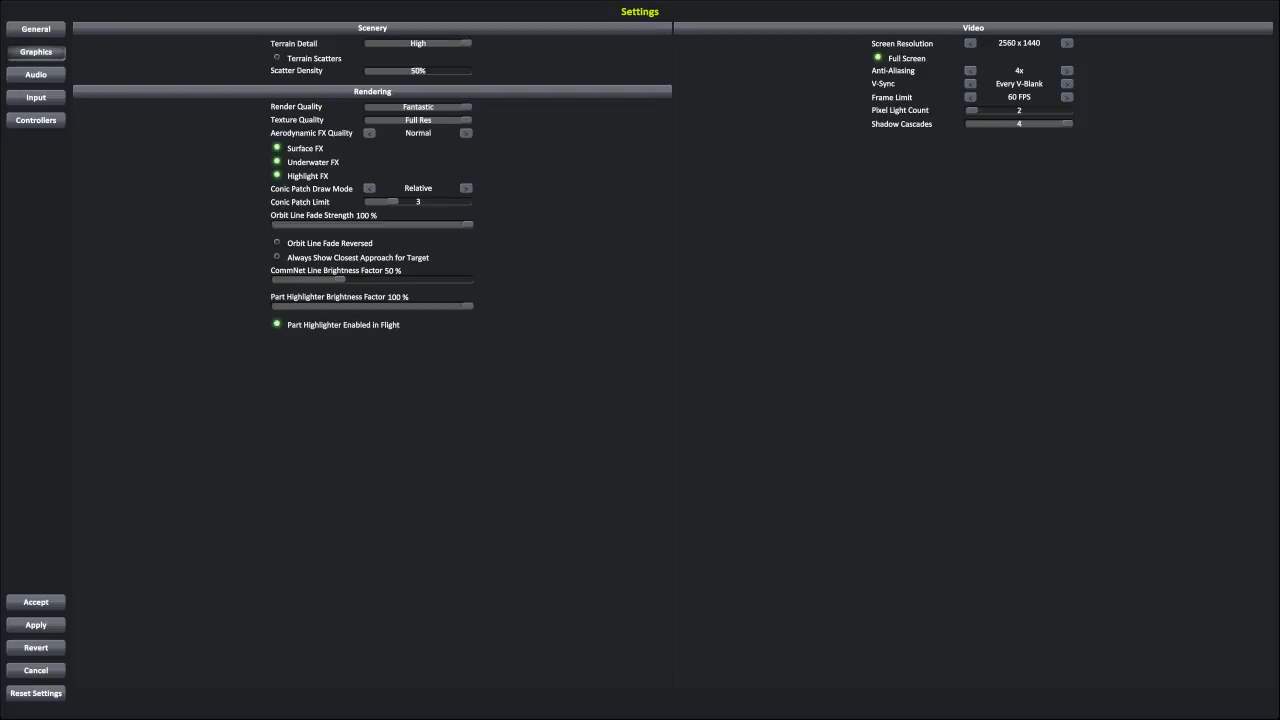 Settings
General
Graphics
Audio
Input
Controllers
Scenery
Terrain Detail High
Terrain Scatters
Scatter Density 50%
Rendering
Render Quality Fantastic
Texture Quality Full Res
Aerodynamic FX Quality < Normal >
Surface FX
Underwater FX
Highlight FX
Conic Patch Draw Mode < Relative >
Conic Patch Limit 3
Orbit Line Fade Strength 100 %
Orbit Line Fade Reversed
Always Show Closest Approach for Target
CommNet Line Brightness Factor 50 %
Part Highlighter Brightness Factor 100 %
Part Highlighter Enabled in Flight
Video
Screen Resolution < 2560 x 1440 >
Full Screen
Anti-Aliasing < 4x >
V-Sync < Every V-Blank >
Frame Limit < 60 FPS >
Pixel Light Count 2
Shadow Cascades 4
Accept
Apply
Revert
Cancel
Reset Settings